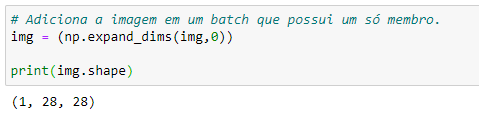 # Adiciona a imagem em um batch que possui um só membro.
img = (np.expand_dims(img,0))
print(img.shape)
(1, 28, 28)